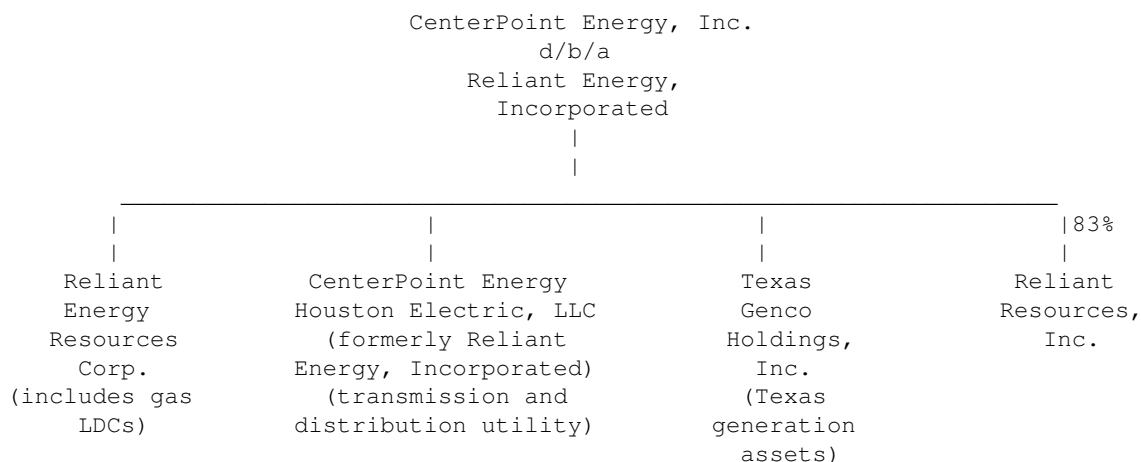 CenterPoint Energy, Inc.
d/b/a
Reliant Energy,
Incorporated
83%
Reliant
Energy
Resources
Corp.
(includes gas
LDCs)
CenterPoint Energy
Houston Electric, LLC
(formerly Reliant
Energy, Incorporated)
(transmission and
distribution utility)
Texas
Genco
Holdings,
Inc.
(Texas
generation
assets)
Reliant
Resources,
Inc.